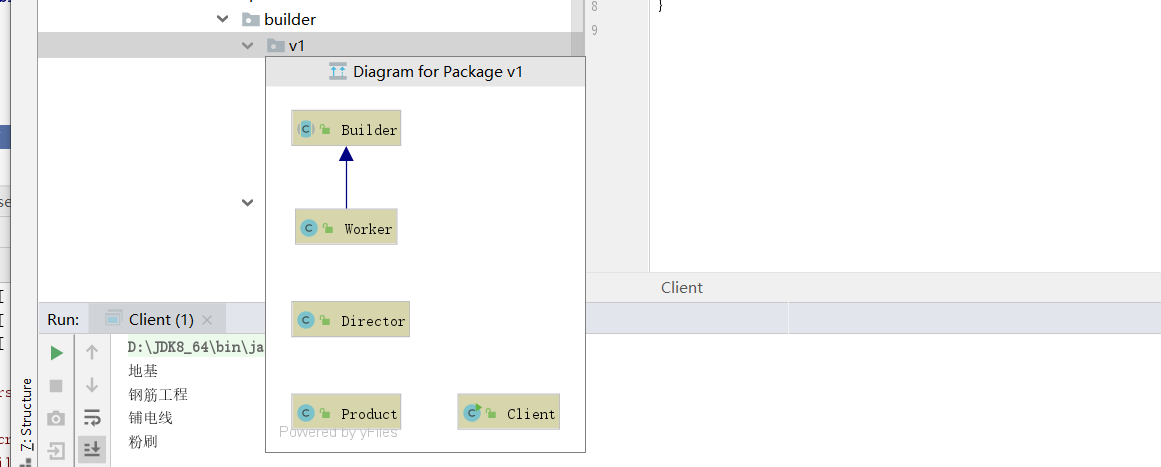 builder
v1
8
}
9
Diagram for Package v1
Builder
Worker
Director
Product
Client
Powered by yFiles
Client
Run:
Client (1)
D:\JDK8_64\bin\ja
地基
钢筋工程
铺电线
粉刷
Z: Structure